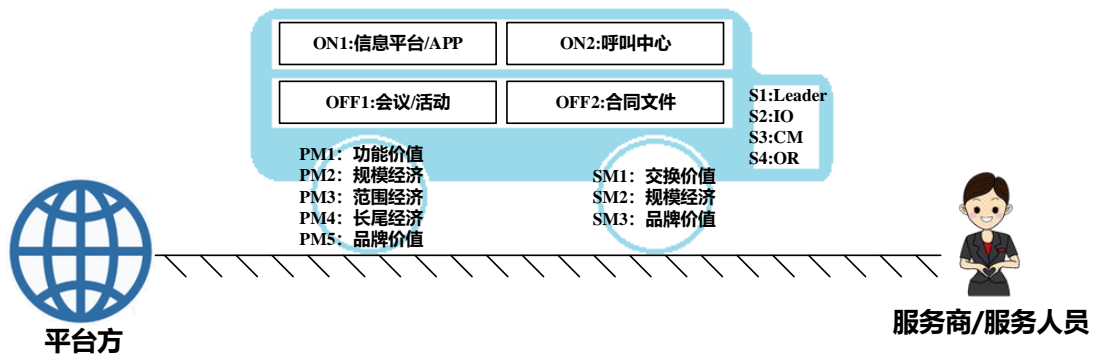 ON1:信息平台/APP
ON2:呼叫中心
OFF1:会议/活动
OFF2:合同文件
S1:Leader
S2:IO
S3:CM
S4:OR
PM1：功能价值
PM2：规模经济
PM3：范围经济
PM4：长尾经济
PM5：品牌价值
SM1：交换价值
SM2：规模经济
SM3：品牌价值
平台方
服务商/服务人员